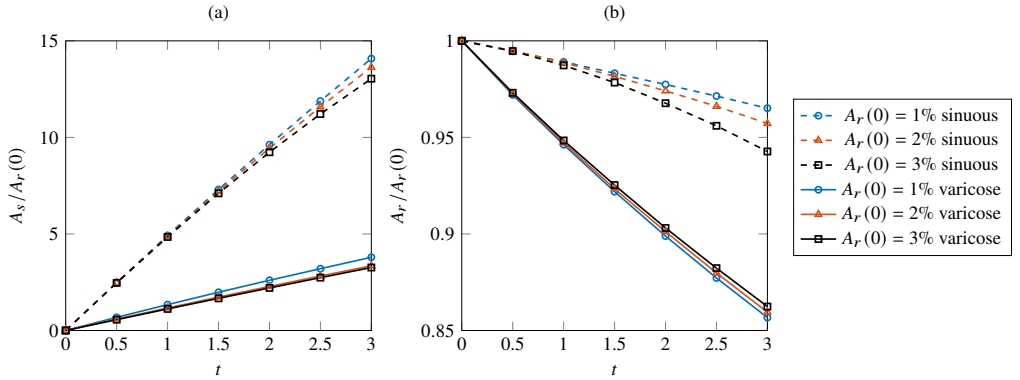 (a)
(b)
15
10
5
0
A_s/A_r(0)
0 0.5 1 1.5 2 2.5 3
t
1
0.95
0.9
0.85
A_r/A_r(0)
0 0.5 1 1.5 2 2.5 3
t
A_r(0) = 1% sinuous
A_r(0) = 2% sinuous
A_r(0) = 3% sinuous
A_r(0) = 1% varicose
A_r(0) = 2% varicose
A_r(0) = 3% varicose